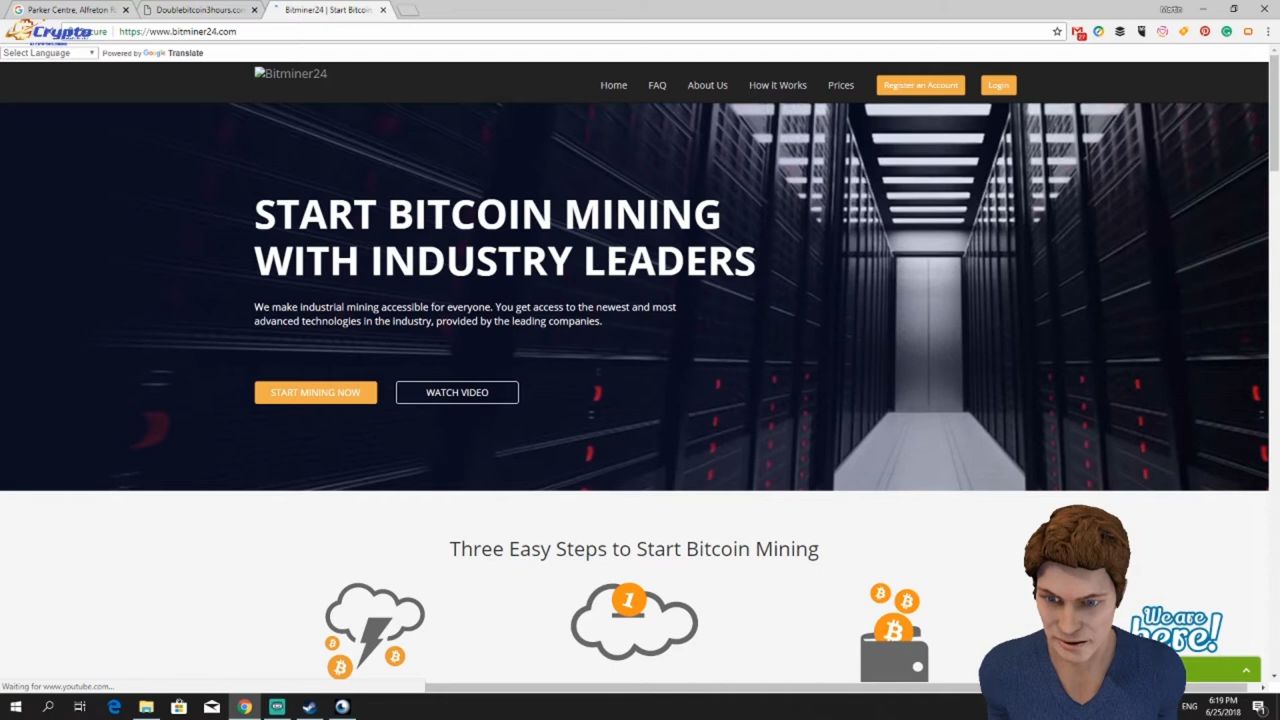 Parker Centre, Alfreton R
Doublebitcoin3hours.com
Bitminer24 | Start Bitcoin
Crypto
https://www.bitminer24.com
27
Select Language
Powered by Google Translate
Bitminer24
Home
FAQ
About Us
How It Works
Prices
Register an Account
Login
START BITCOIN MINING
WITH INDUSTRY LEADERS
We make industrial mining accessible for everyone. You get access to the newest and most
advanced technologies in the industry, provided by the leading companies.
START MINING NOW
WATCH VIDEO
Three Easy Steps to Start Bitcoin Mining
1
We are
here!
Waiting for www.youtube.com...
ENG
6:19 PM
6/25/2018